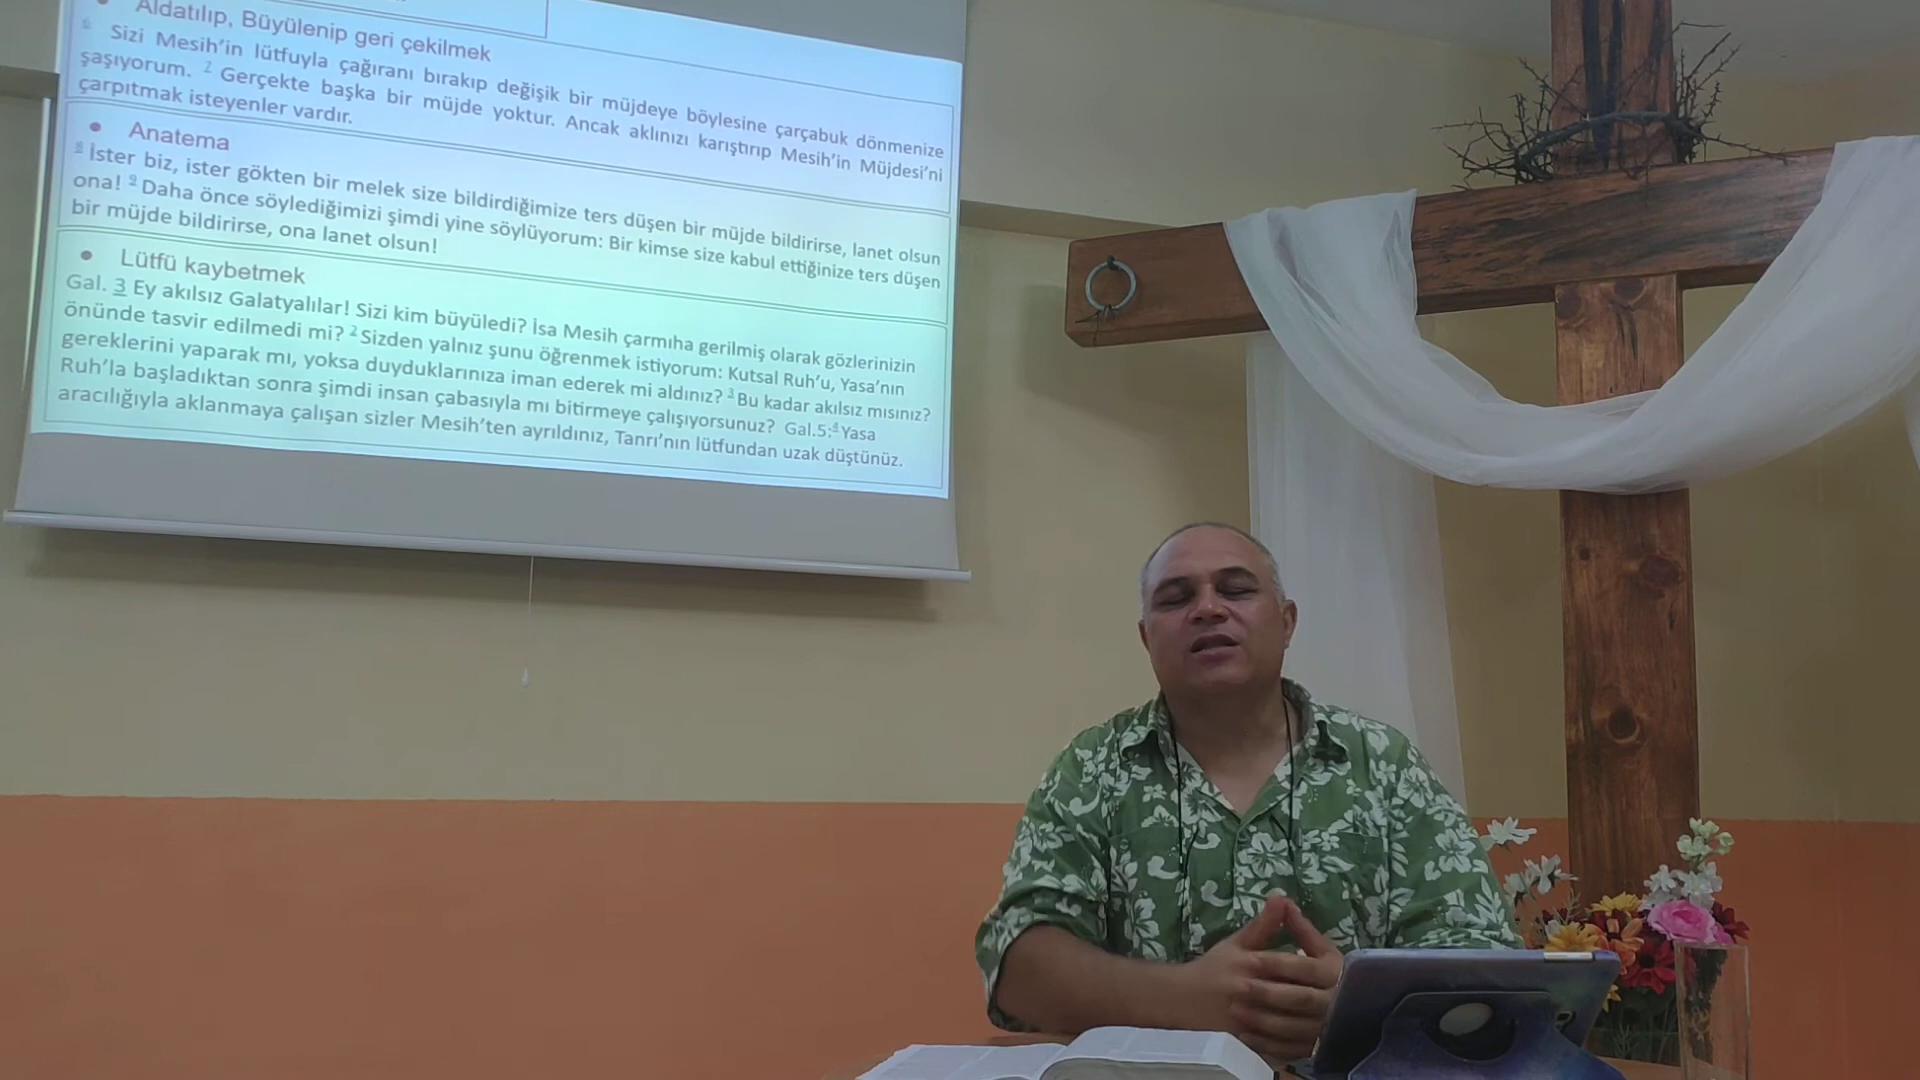 Aldatılıp, Büyülenip geri çekilmek
6 Sizi Mesih’in lütfuyla çağıranı bırakıp değişik bir müjdeye böylesine çarçabuk dönmenize
şaşıyorum. 7 Gerçekte başka bir müjde yoktur. Ancak aklınızı karıştırıp Mesih’in Müjdesi’ni
çarpıtmak isteyenler vardır.
• Anatema
8 İster biz, ister gökten bir melek size bildirdiğimize ters düşen bir müjde bildirirse, lanet olsun
ona! 9 Daha önce söylediğimizi şimdi yine söylüyorum: Bir kimse size kabul ettiğinize ters düşen
bir müjde bildirirse, ona lanet olsun!
• Lütfü kaybetmek
Gal. 3 Ey akılsız Galatyalılar! Sizi kim büyüledi? İsa Mesih çarmıha gerilmiş olarak gözlerinizin
önünde tasvir edilmedi mi? 2 Sizden yalnız şunu öğrenmek istiyorum: Kutsal Ruh’u, Yasa’nın
gereklerini yaparak mı, yoksa duyduklarınıza iman ederek mi aldınız? 3 Bu kadar akılsız mısınız?
Ruh’la başladıktan sonra şimdi insan çabasıyla mı bitirmeye çalışıyorsunuz? Gal.5:4 Yasa
aracılığıyla aklanmaya çalışan sizler Mesih’ten ayrıldınız, Tanrı’nın lütfundan uzak düştünüz.